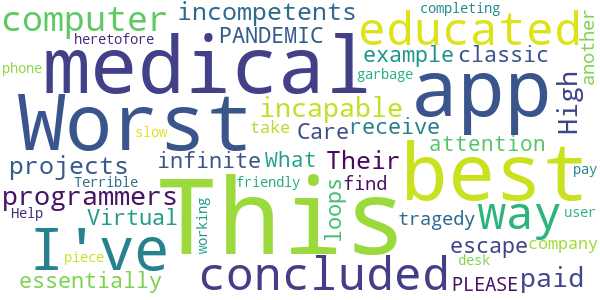 completing
computer incompetents educated another
heretofore PANDEMIC
medical example classic
phone garbage
Worst app High
incapable
take Care receive
slow attention
projects infinite What Their best
Terrible friendly find
programmers This loops way
Help Virtual working tragedy pay
user
I've escape company
piece concluded desk
essentially PLEASE paid